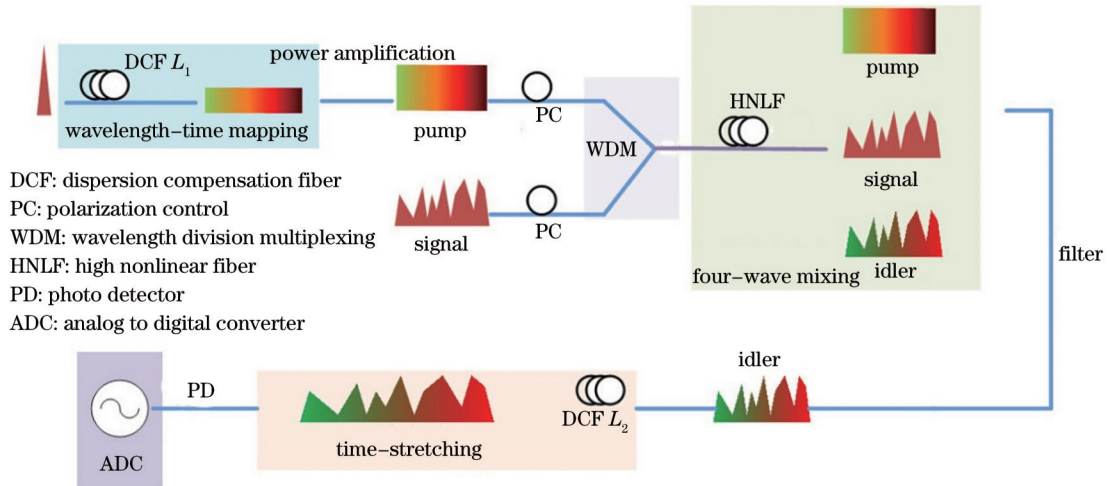 DCF L1
power amplification
wavelength-time mapping
pump
PC
WDM
signal
PC
HNLF
pump
signal
idler
four-wave mixing
filter
DCF: dispersion compensation fiber
PC: polarization control
WDM: wavelength division multiplexing
HNLF: high nonlinear fiber
PD: photo detector
ADC: analog to digital converter
idler
DCF L2
time-stretching
PD
ADC